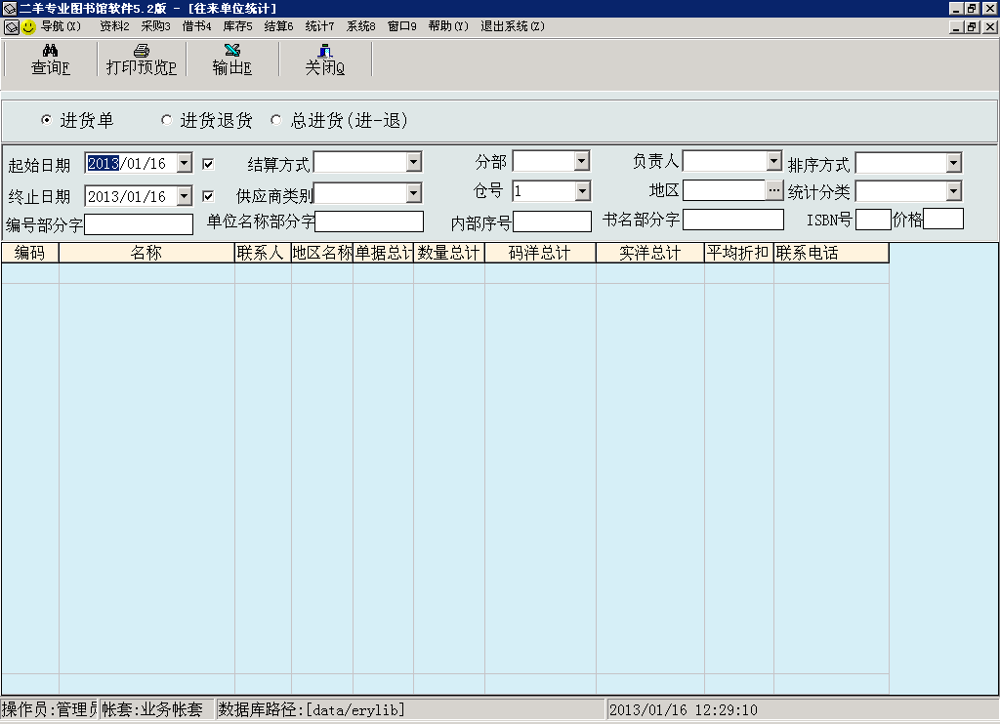 二羊专业图书馆软件5.2版 - [往来单位统计]
导航(X) 资料2 采购3 借书4 库存5 结算6 统计7 系统8 窗口9 帮助(Y) 退出系统(Z)
查询F 打印预览P 输出E 关闭Q
进货单 进货退货 总进货(进-退)
起始日期 2013/01/16 结算方式 分部 负责人 排序方式
终止日期 2013/01/16 供应商类别 仓号 1 地区 ... 统计分类
编号部分字 单位名称部分字 内部序号 书名部分字 ISBN号 价格
编码 名称 联系人 地区名称 单据总计 数量总计 码洋总计 实洋总计 平均折扣 联系电话
操作员:管理员 帐套:业务帐套 数据库路径:[data/erylib] 2013/01/16 12:29:10